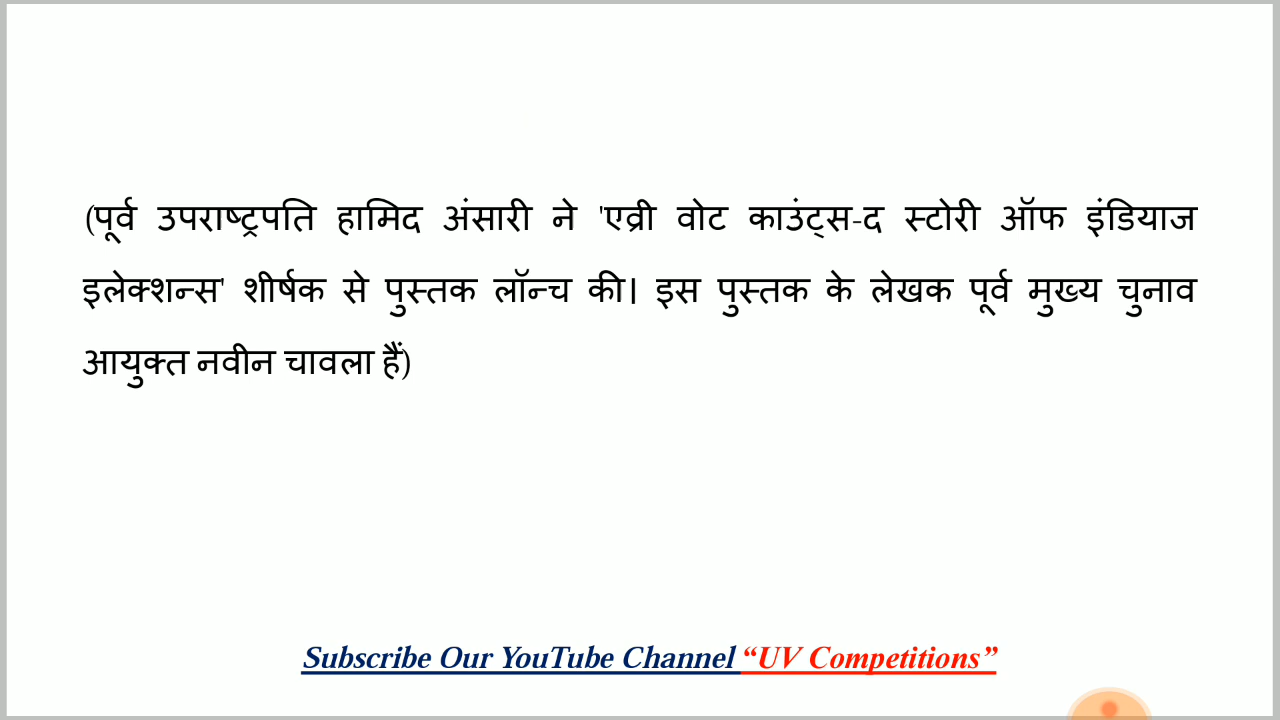 (पूर्व उपराष्ट्रपति हामिद अंसारी ने 'एव्री वोट काउंट्स-द स्टोरी ऑफ इंडियाज
इलेक्शन्स' शीर्षक से पुस्तक लॉन्च की। इस पुस्तक के लेखक पूर्व मुख्य चुनाव
आयुक्त नवीन चावला हैं)
Subscribe Our YouTube Channel “UV Competitions”